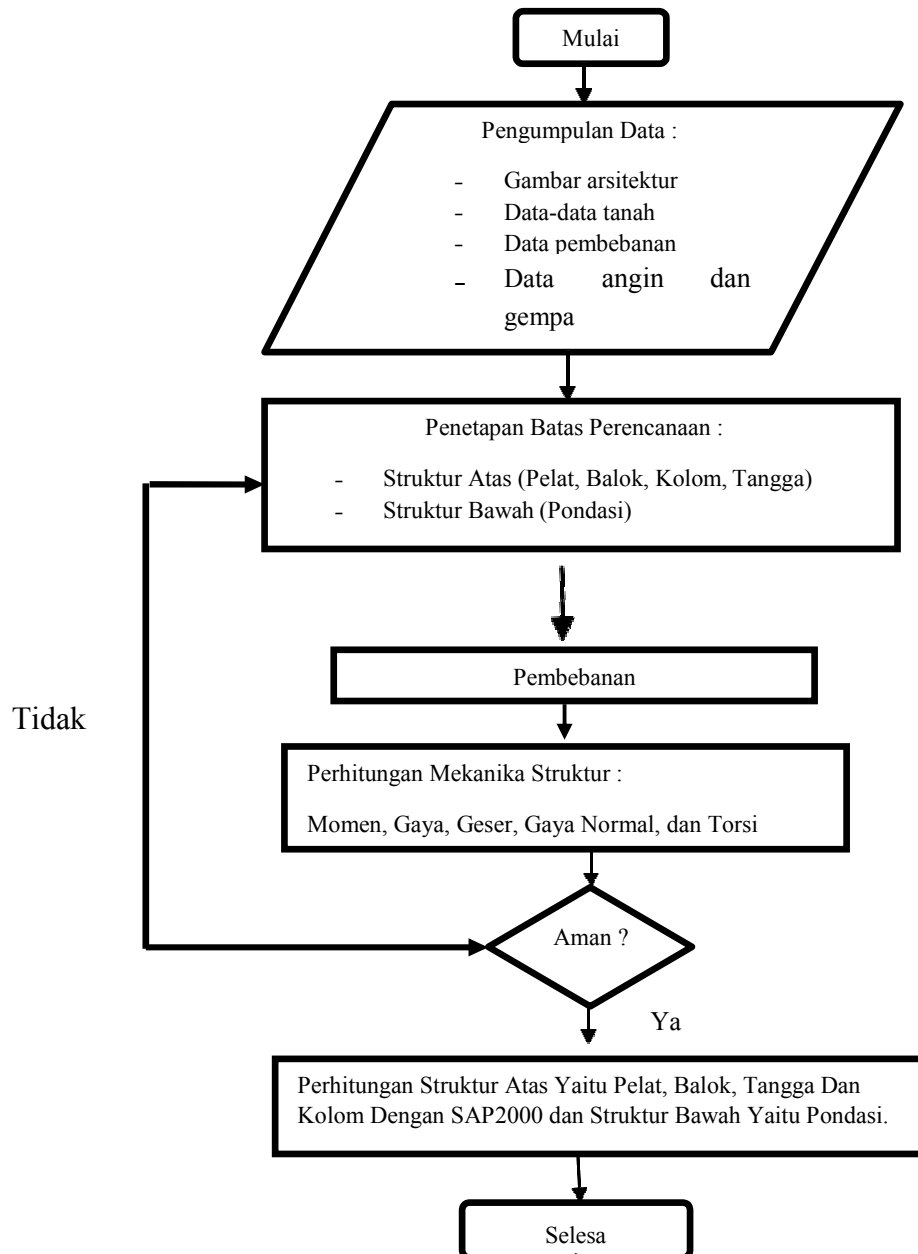 Mulai
Pengumpulan Data :
- Gambar arsitektur
- Data-data tanah
- Data pembebanan
- Data angin dan
gempa
Penetapan Batas Perencanaan :
- Struktur Atas (Pelat, Balok, Kolom, Tangga)
- Struktur Bawah (Pondasi)
Pembebanan
Tidak
Perhitungan Mekanika Struktur :
Momen, Gaya, Geser, Gaya Normal, dan Torsi
Aman ?
Ya
Perhitungan Struktur Atas Yaitu Pelat, Balok, Tangga Dan
Kolom Dengan SAP2000 dan Struktur Bawah Yaitu Pondasi.
Selesa